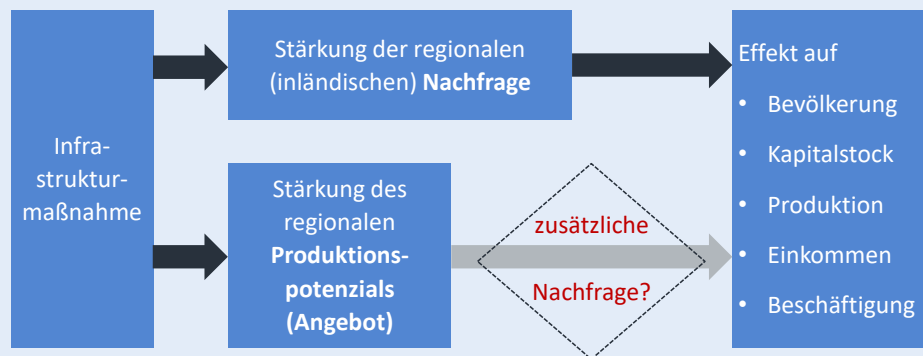 Infra-
struktur-
maßnahme
Stärkung der regionalen
(inländischen) Nachfrage
Stärkung des
regionalen
Produktions-
potenzials
(Angebot)
zusätzliche
Nachfrage?
Effekt auf
• Bevölkerung
• Kapitalstock
• Produktion
• Einkommen
• Beschäftigung